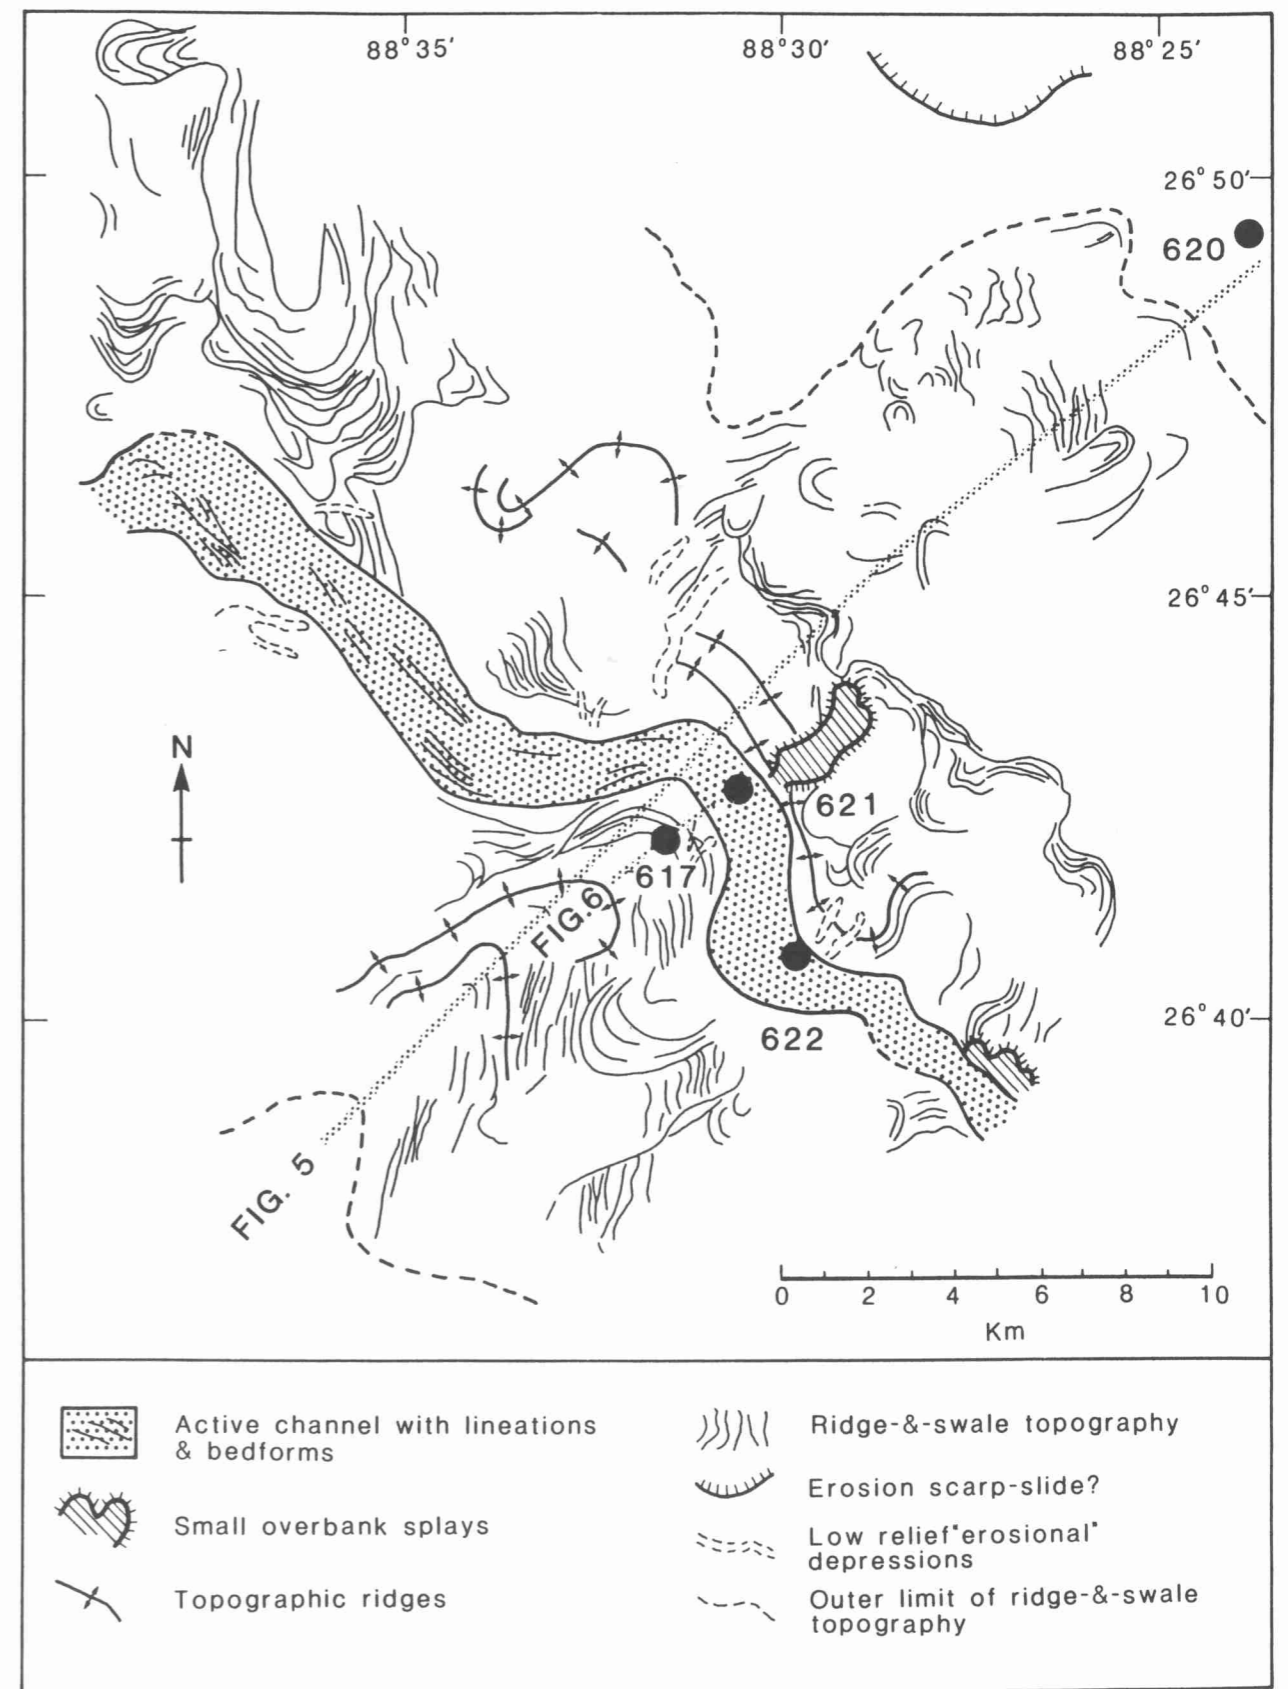 88°35'
88°30'
88°25'
26°50'
620
26°45'
N
621
617
FIG.6
26°40'
622
FIG. 5
0 2 4 6 8 10
Km
Active channel with lineations
& bedforms
Small overbank splays
Topographic ridges
Ridge-&-swale topography
Erosion scarp-slide?
Low relief "erosional"
depressions
Outer limit of ridge-&-swale
topography